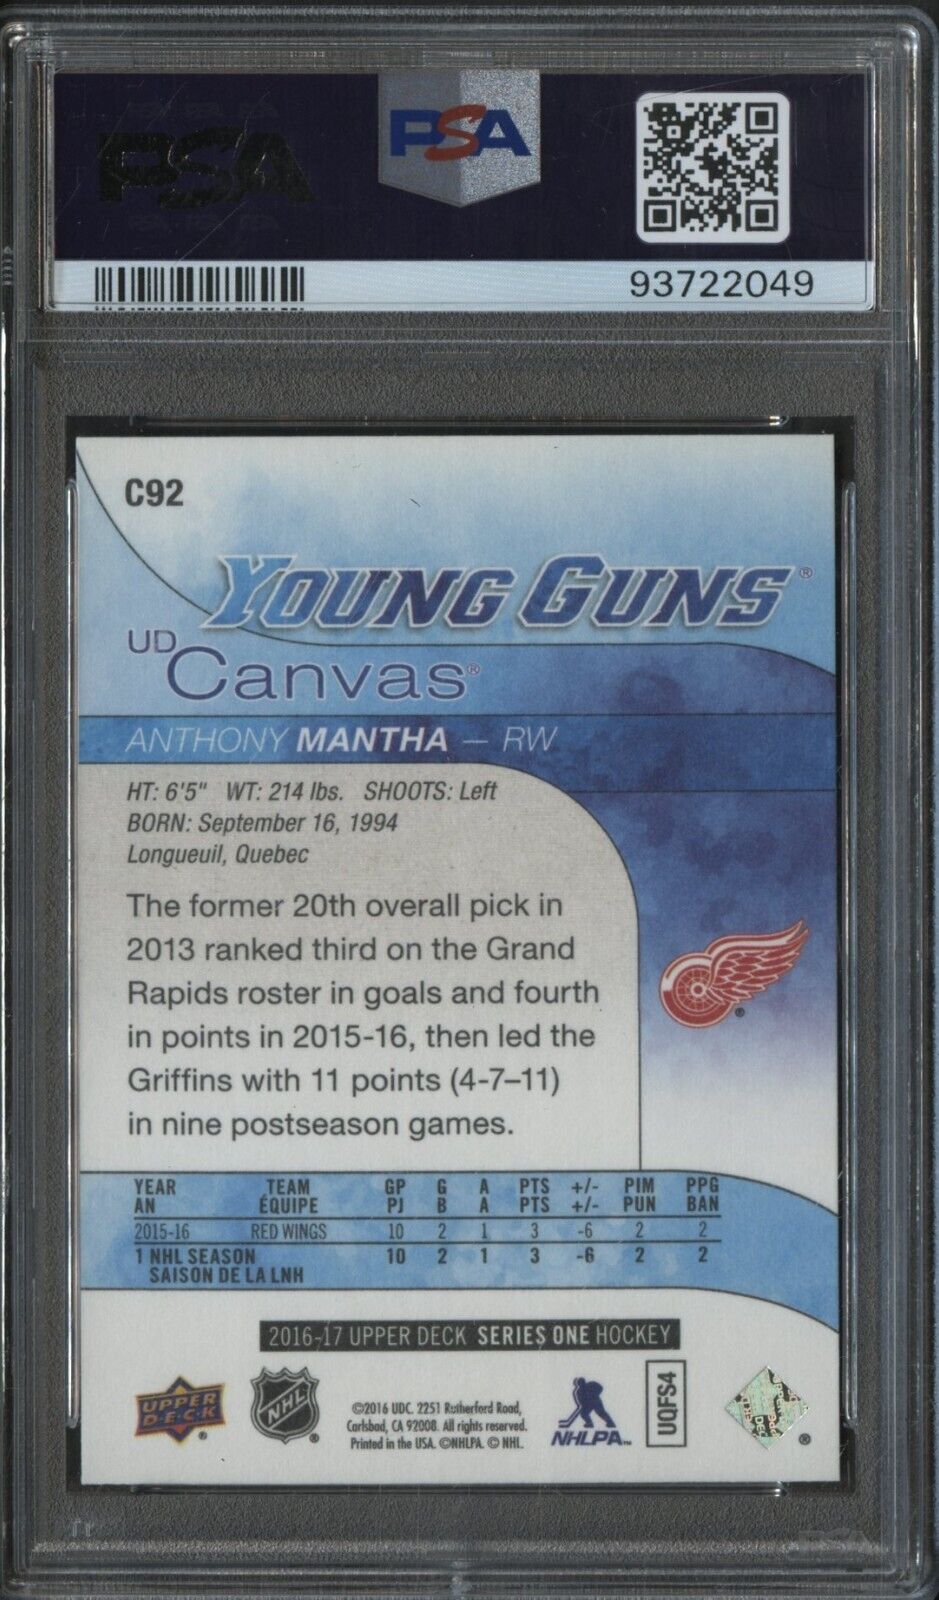 PSA
PSA
93722049
C92
YOUNG GUNS®
UD
Canvas®
ANTHONY MANTHA — RW
HT: 6'5" WT: 214 lbs. SHOOTS: Left
BORN: September 16, 1994
Longueuil, Quebec
The former 20th overall pick in
2013 ranked third on the Grand
Rapids roster in goals and fourth
in points in 2015-16, then led the
Griffins with 11 points (4-7–11)
in nine postseason games.
YEAR TEAM GP G A PTS +/- PIM PPG
AN ÉQUIPE PJ B A PTS +/- PUN BAN
2015-16 RED WINGS 10 2 1 3 -6 2 2
1 NHL SEASON 10 2 1 3 -6 2 2
SAISON DE LA LNH
2016-17 UPPER DECK SERIES ONE HOCKEY
UPPER
DECK
®
NHL
®
©2016 UDC. 2251 Rutherford Road,
Carlsbad, CA 92008. All rights reserved.
Printed in the USA. ©NHLPA. © NHL.
NHLPA™
UQFS4
®
PSA